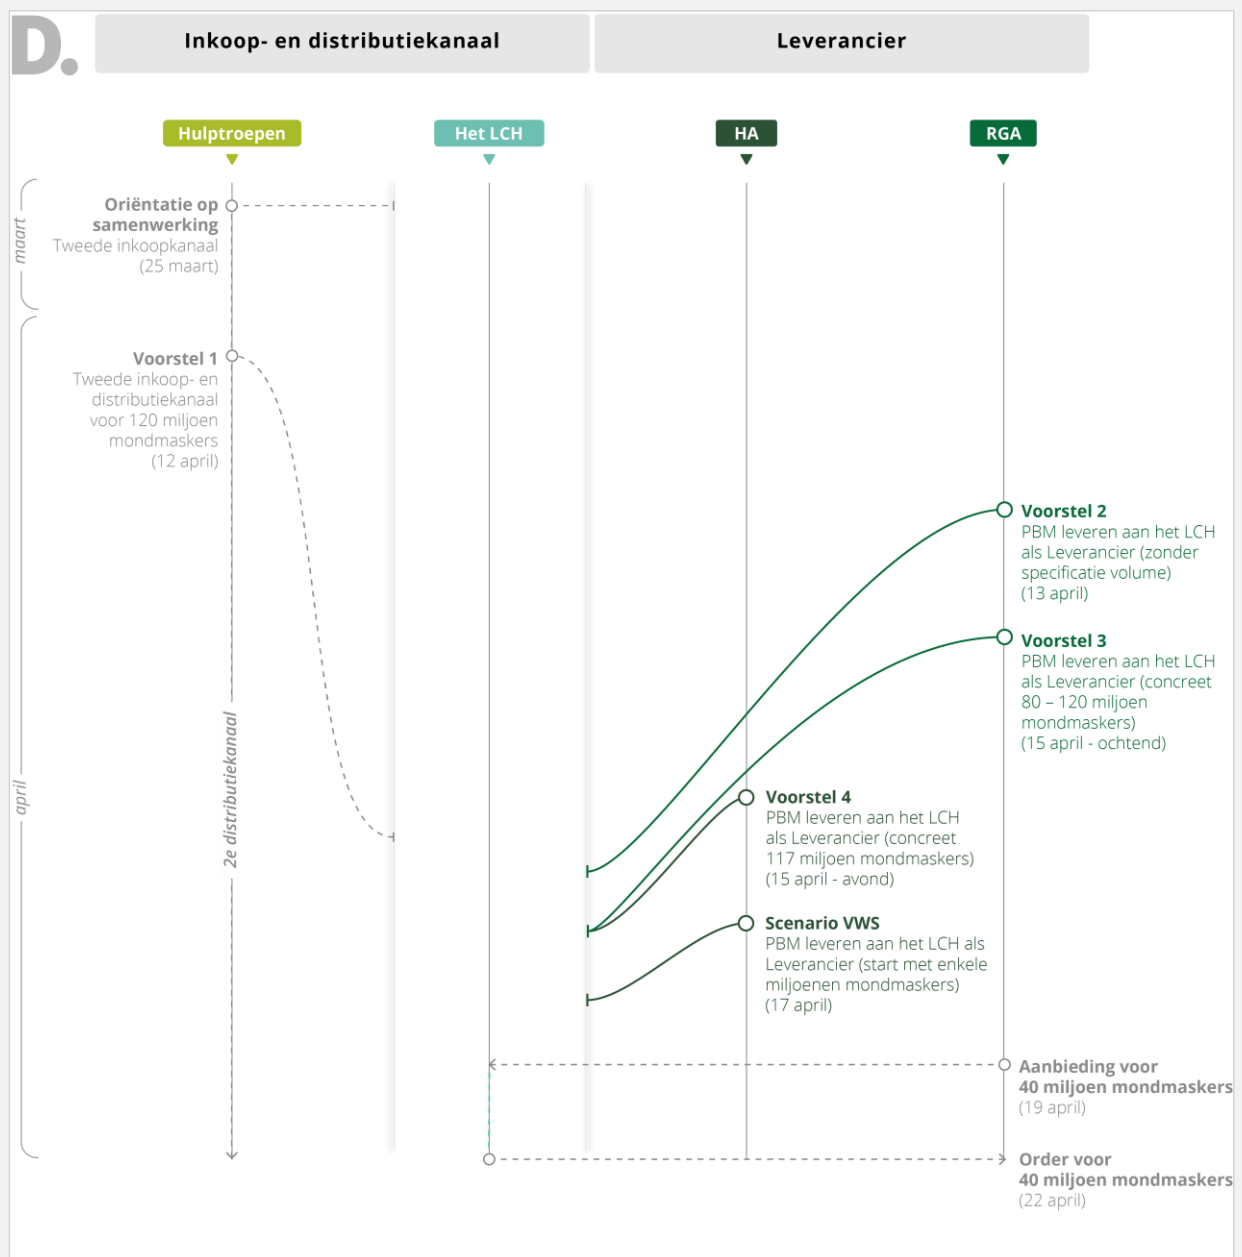 D.
Inkoop- en distributiekanaal
Leverancier
Hulptroepen
Het LCH
HA
RGA
maart
Oriëntatie op
samenwerking
Tweede inkoopkanaal
(25 maart)
april
Voorstel 1
Tweede inkoop- en
distributiekanaal
voor 120 miljoen
mondmaskers
(12 april)
2e distributiekanaal
Voorstel 2
PBM leveren aan het LCH
als Leverancier (zonder
specificatie volume)
(13 april)
Voorstel 3
PBM leveren aan het LCH
als Leverancier (concreet
80 – 120 miljoen
mondmaskers)
(15 april - ochtend)
Voorstel 4
PBM leveren aan het LCH
als Leverancier (concreet
117 miljoen mondmaskers)
(15 april - avond)
Scenario VWS
PBM leveren aan het LCH als
Leverancier (start met enkele
miljoenen mondmaskers)
(17 april)
Aanbieding voor
40 miljoen mondmaskers
(19 april)
Order voor
40 miljoen mondmaskers
(22 april)